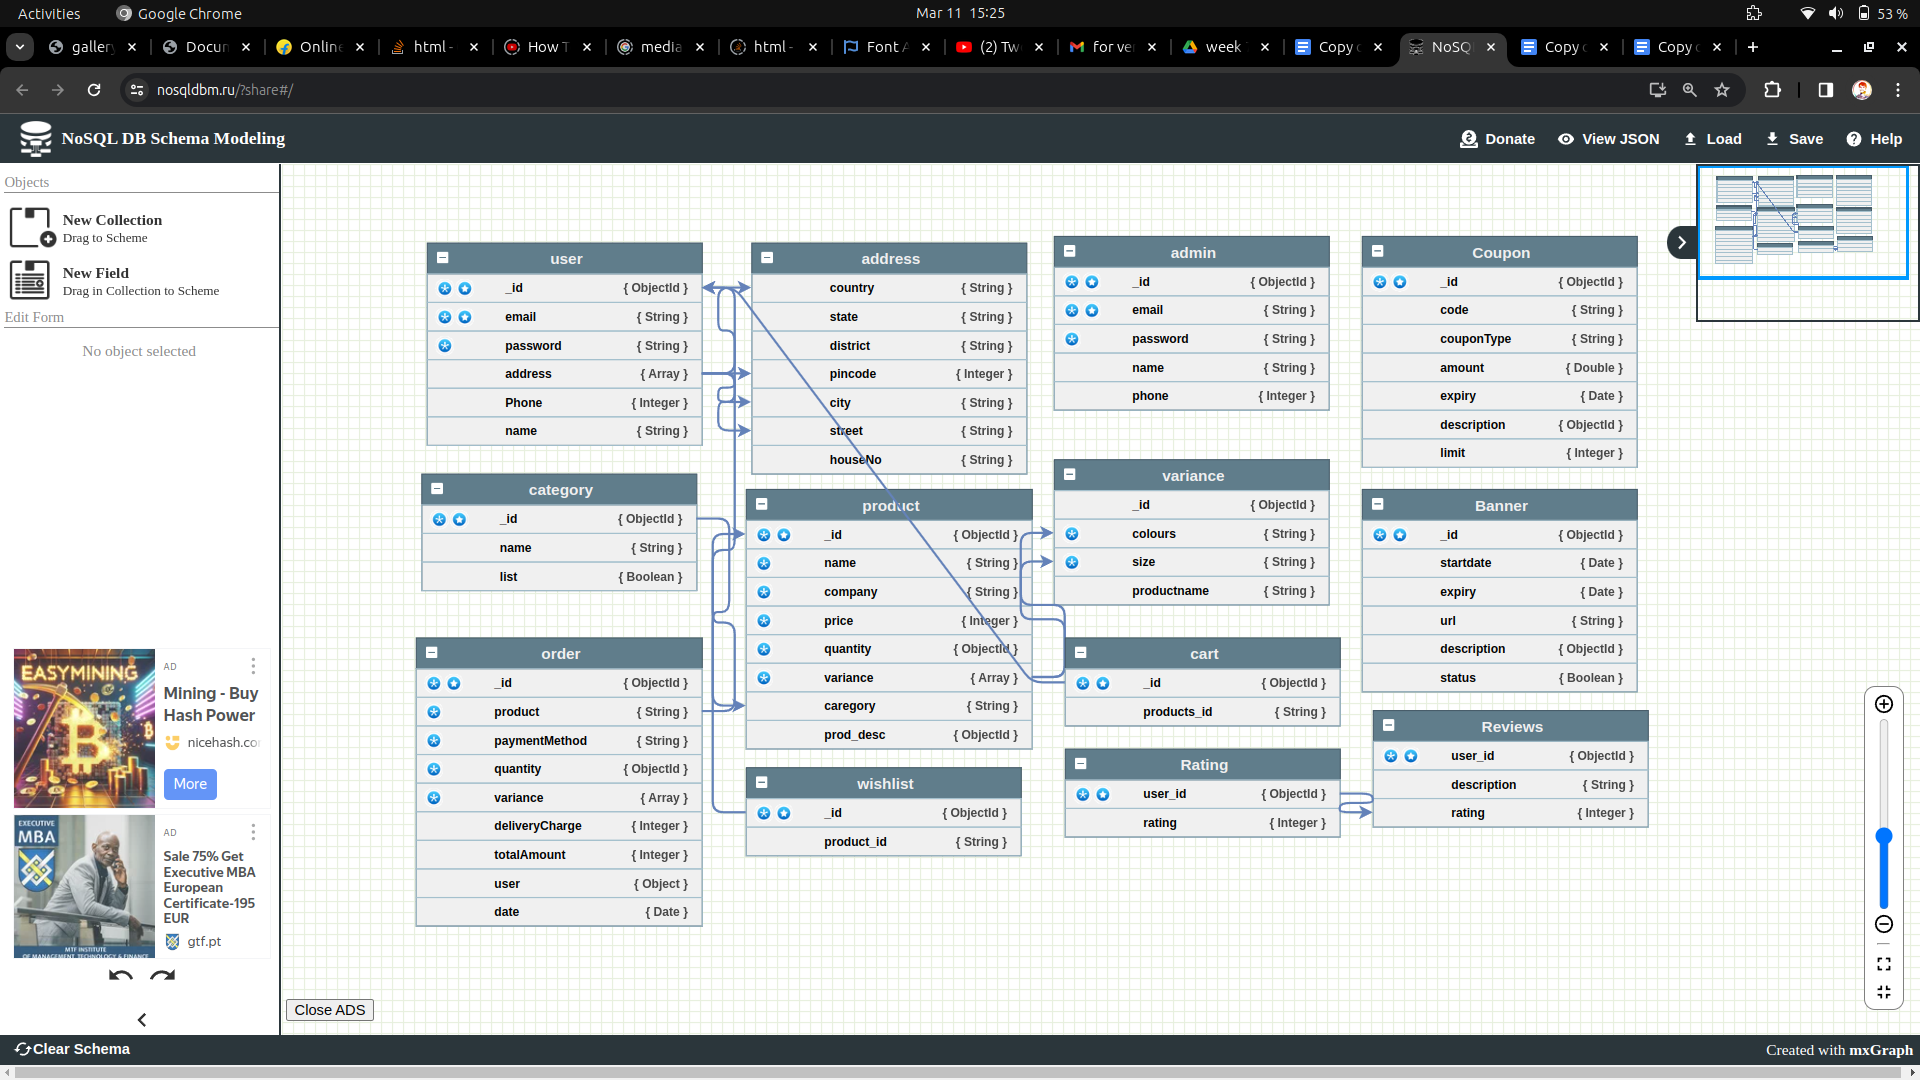 Activities
Google Chrome
Mar 11 15:25
53 %
galler
Docum
Online
html -
How T
media
html -
Font A
(2) Tw
for ve
week
Copy
NoSQ
Copy
Copy
nosqldbm.ru/?share#/
NoSQL DB Schema Modeling
Donate
View JSON
Load
Save
Help
Objects
New Collection
Drag to Scheme
New Field
Drag in Collection to Scheme
Edit Form
No object selected
user
_id { ObjectId }
email { String }
password { String }
address { Array }
Phone { Integer }
name { String }
address
country { String }
state { String }
district { String }
pincode { Integer }
city { String }
street { String }
houseNo { String }
admin
_id { ObjectId }
email { String }
password { String }
name { String }
phone { Integer }
Coupon
_id { ObjectId }
code { String }
couponType { String }
amount { Double }
expiry { Date }
description { ObjectId }
limit { Integer }
category
_id { ObjectId }
name { String }
list { Boolean }
product
_id { ObjectId }
name { String }
company { String }
price { Integer }
quantity { ObjectId }
variance { Array }
caregory { String }
prod_desc { ObjectId }
variance
_id { ObjectId }
colours { String }
size { String }
productname { String }
Banner
_id { ObjectId }
startdate { Date }
expiry { Date }
url { String }
description { ObjectId }
status { Boolean }
order
_id { ObjectId }
product { String }
paymentMethod { String }
quantity { ObjectId }
variance { Array }
deliveryCharge { Integer }
totalAmount { Integer }
user { Object }
date { Date }
wishlist
_id { ObjectId }
product_id { String }
cart
_id { ObjectId }
products_id { String }
Rating
user_id { ObjectId }
rating { Integer }
Reviews
user_id { ObjectId }
description { String }
rating { Integer }
EASYMINING
AD
Mining - Buy
Hash Power
nicehash.co
More
EXECUTIVE
MBA
MTF INSTITUTE
OF MANAGEMENT, TECHNOLOGY & FINANCE
AD
Sale 75% Get
Executive MBA
European
Certificate-195
EUR
gtf.pt
Close ADS
Clear Schema
Created with mxGraph